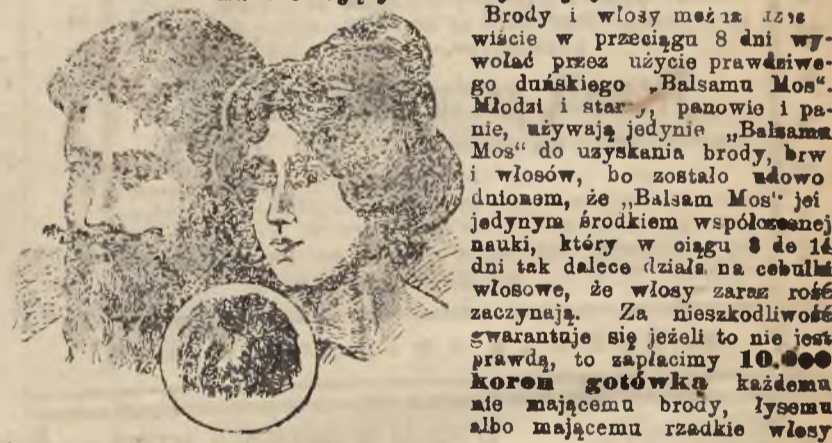 Brody i włosy można
wiście w przeciągu 8 dni wy-
wołać przez użycie prawdziwe-
go duńskiego „Balsamu Mos“.
Młodzi i starzy, panowie i pa-
nie, używają jedynie „Balsamu
Mos“ do uzyskania brody, brw
i włosów, bo zostało udowo
dnionem, że „Balsam Mos“ je
jedynym środkiem współczesnej
nauki, który w ciągu 8 do 14
dni tak dalece działa na cebulki
włosowe, że włosy zaraz rość
zaczynają. Za nieszkodliwość
gwarantuje się jeżeli to nie jest
prawdą, to zapłacimy 10.000
koron gotówką każdemu
nie mającemu brody, łysemu
albo mającemu rzadkie włosy